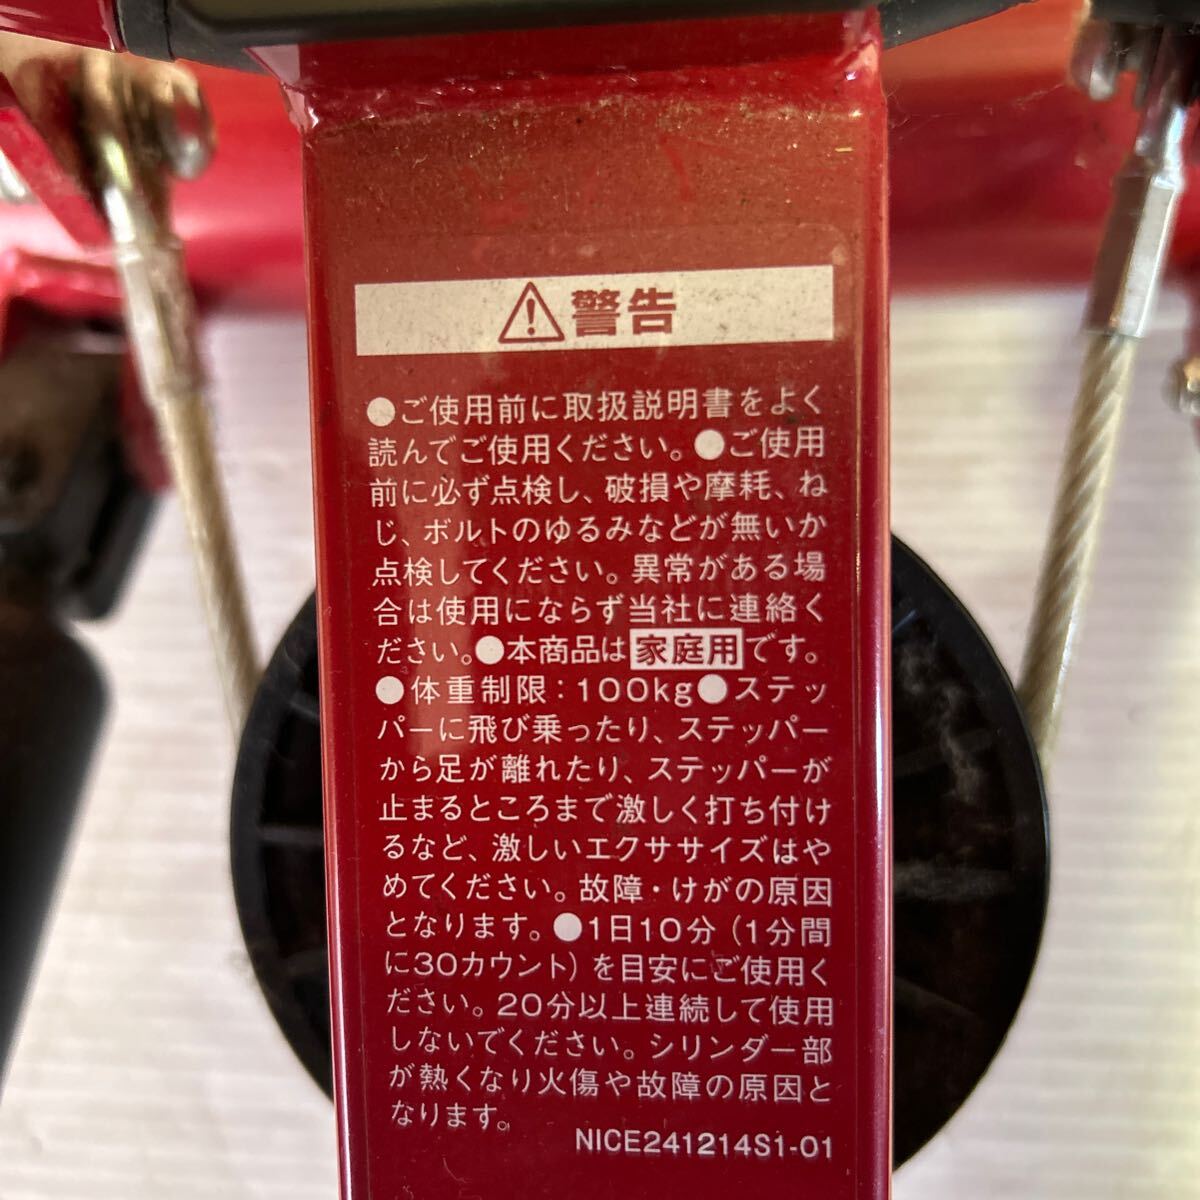 警告
●ご使用前に取扱説明書をよく
読んでご使用ください。●ご使用
前に必ず点検し、破損や摩耗、ね
じ、ボルトのゆるみなどが無いか
点検してください。異常がある場
合は使用にならず当社に連絡く
ださい。●本商品は家庭用です。
●体重制限：100kg●ステッ
パーに飛び乗ったり、ステッパー
から足が離れたり、ステッパーが
止まるところまで激しく打ち付け
るなど、激しいエクササイズはや
めてください。故障・けがの原因
となります。●1日10分（1分間
に30カウント）を目安にご使用く
ださい。20分以上連続して使用
しないでください。シリンダー部
が熱くなり火傷や故障の原因と
なります。
NICE241214S1-01